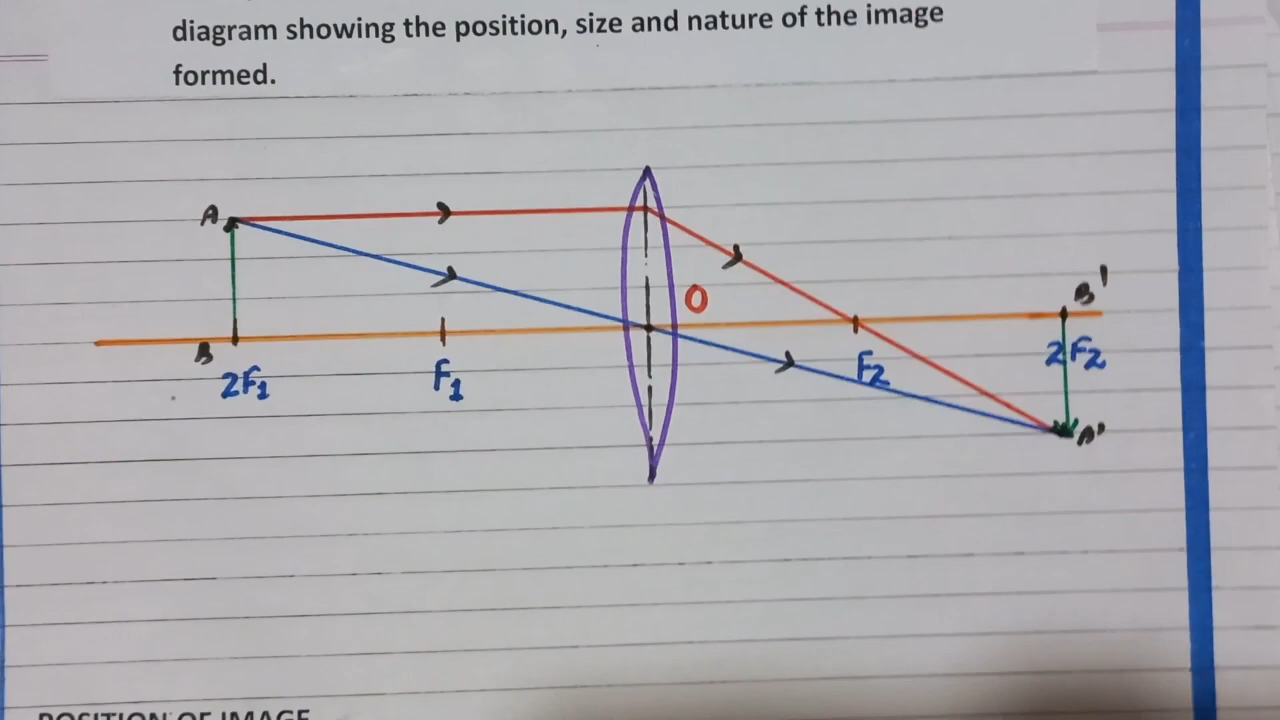 diagram showing the position, size and nature of the image
formed.
A
B'
O
B
2F₁
F₁
F₂
2F₂
A'
POSITION OF IMAGE